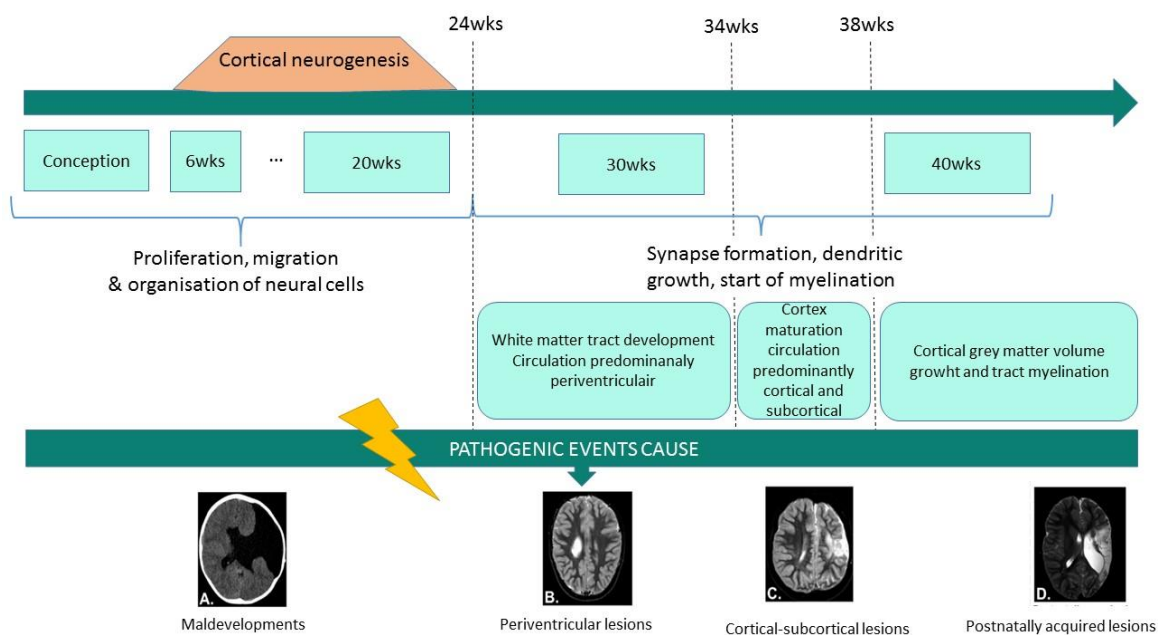 24wks
34wks
38wks
Cortical neurogenesis
Conception
6wks
...
20wks
30wks
40wks
Proliferation, migration
& organisation of neural cells
Synapse formation, dendritic
growth, start of myelination
White matter tract development
Circulation predominanaly
periventriculair
Cortex
maturation
circulation
predominantly
cortical and
subcortical
Cortical grey matter volume
growht and tract myelination
PATHOGENIC EVENTS CAUSE
A.
B.
C.
D.
Maldevelopments
Periventricular lesions
Cortical-subcortical lesions
Postnatally acquired lesions